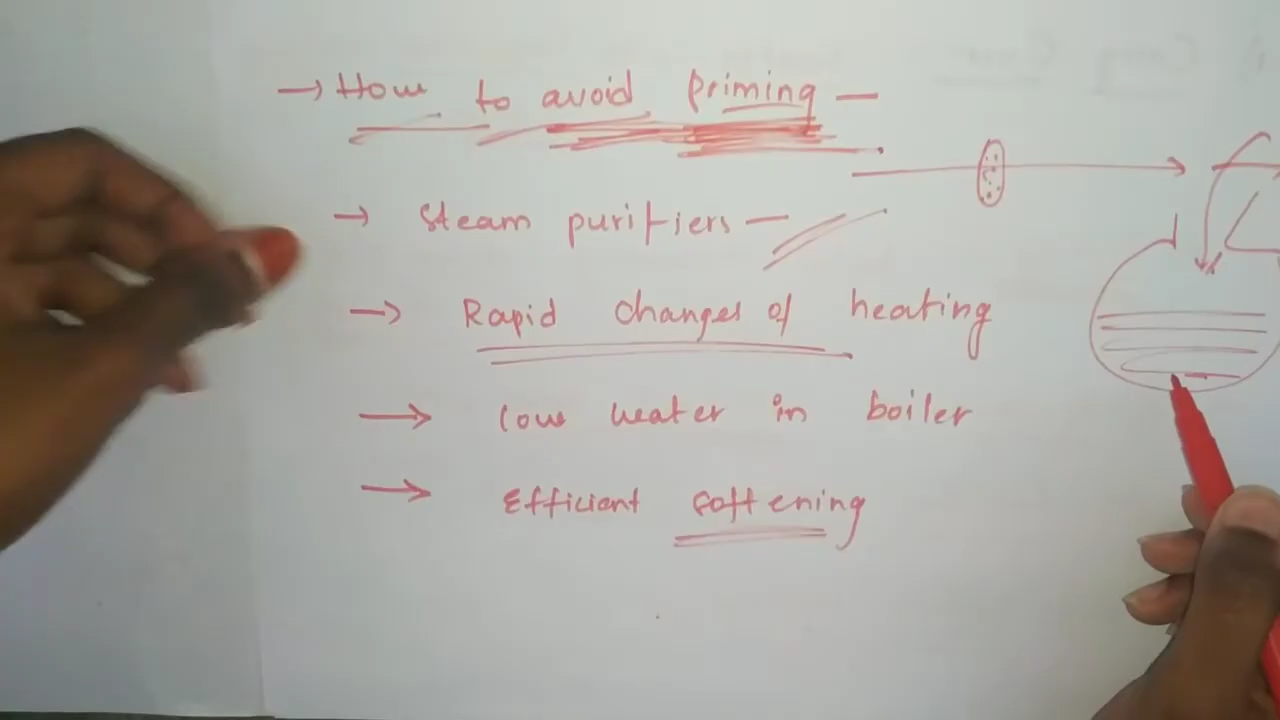 → How to avoid priming —
→ steam purifiers —
→ Rapid changes of heating
→ low water in boiler
→ Efficient softening